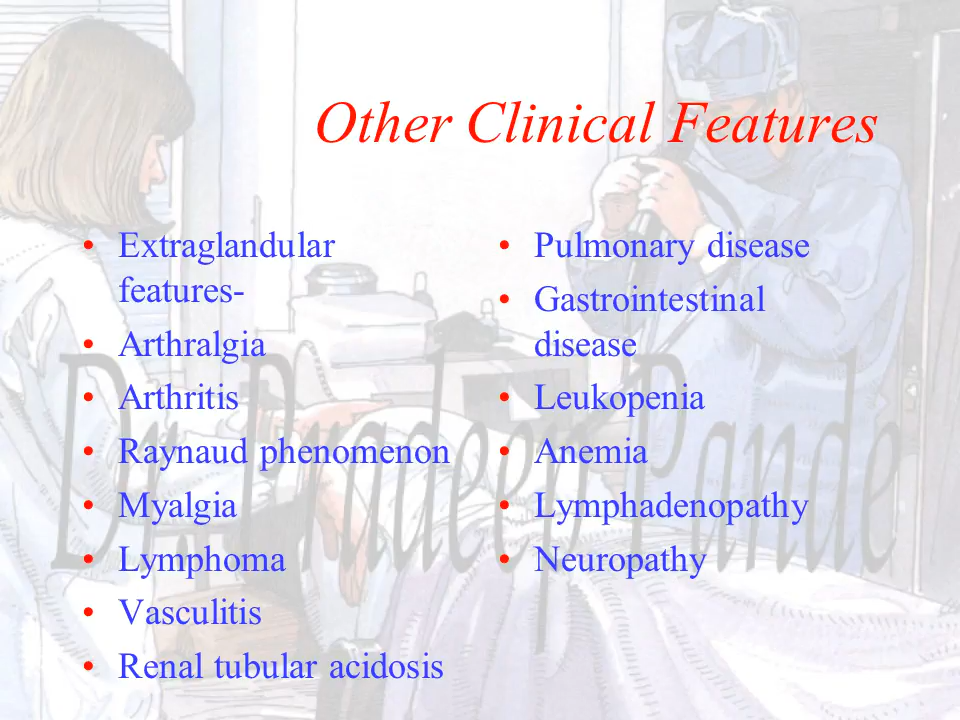 Other Clinical Features
• Extraglandular
features-
• Arthralgia
• Arthritis
• Raynaud phenomenon
• Myalgia
• Lymphoma
• Vasculitis
• Renal tubular acidosis
• Pulmonary disease
• Gastrointestinal
disease
• Leukopenia
• Anemia
• Lymphadenopathy
• Neuropathy
Dr. Pradeep Pande